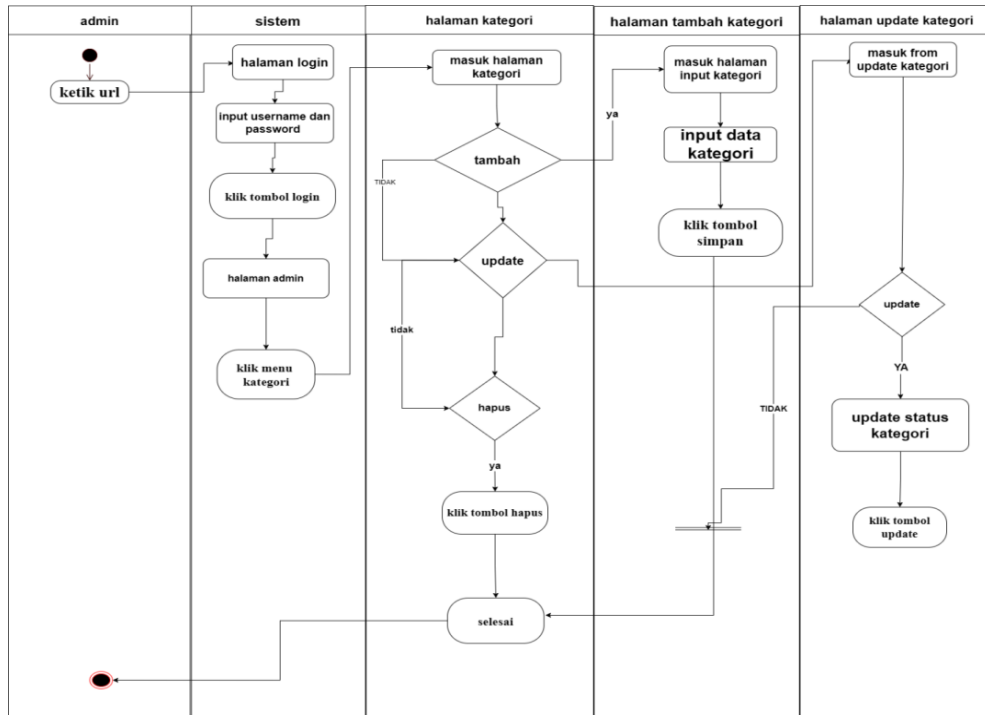 admin
sistem
halaman kategori
halaman tambah kategori
halaman update kategori
ketik url
halaman login
input username dan
password
klik tombol login
halaman admin
klik menu
kategori
masuk halaman
kategori
tambah
TIDAK
ya
update
tidak
hapus
ya
klik tombol hapus
selesai
masuk halaman
input kategori
input data
kategori
klik tombol
simpan
TIDAK
masuk from
update kategori
update
YA
update status
kategori
klik tombol
update